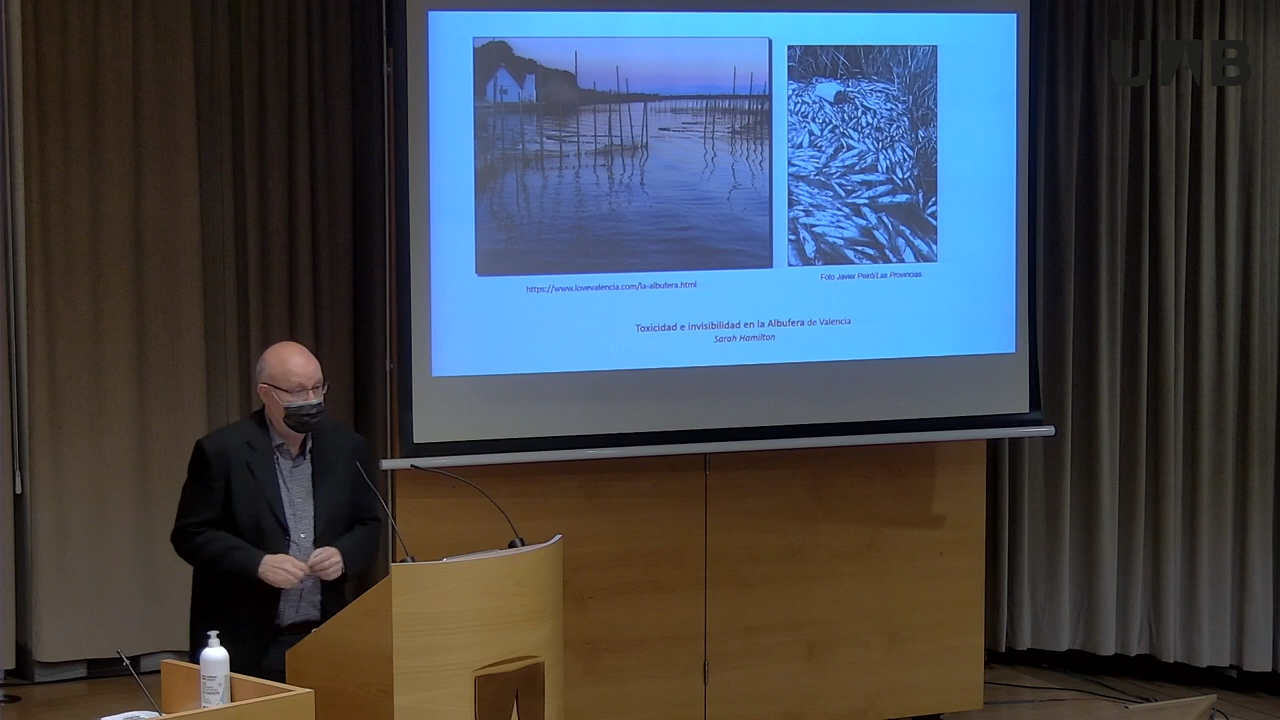 UAB
https://www.lovevalencia.com/la-albufera.html
Foto Javier Peiró/Las Provincias
Toxicidad e invisibilidad en la Albufera de Valencia
Sarah Hamilton